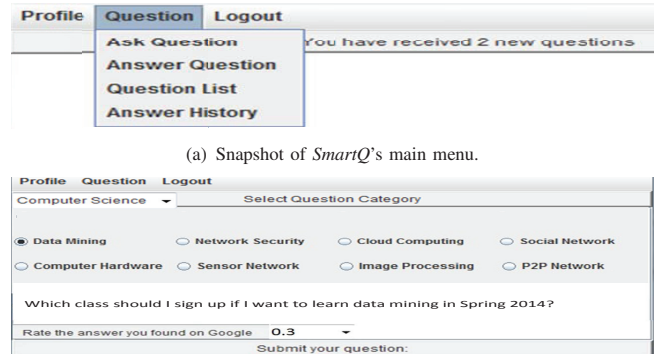 Profile Question Logout
Ask Question You have received 2 new questions
Answer Question
Question List
Answer History
(a) Snapshot of SmartQ's main menu.
Profile Question Logout
Computer Science Select Question Category
Data Mining Network Security Cloud Computing Social Network
Computer Hardware Sensor Network Image Processing P2P Network
Which class should I sign up if I want to learn data mining in Spring 2014?
Rate the answer you found on Google 0.3
Submit your question: